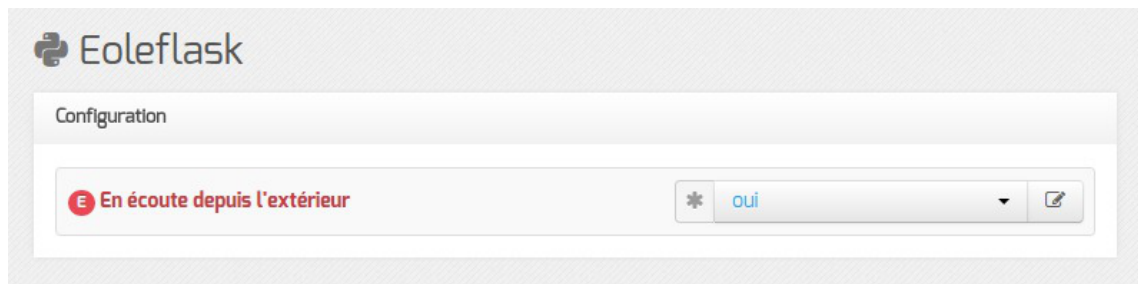 Eoleflask
Configuration
E En écoute depuis l'extérieur
* oui